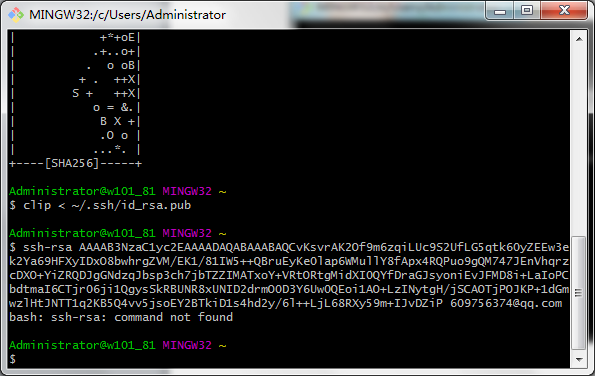 MINGW32:/c/Users/Administrator
|           +*+oE|
|          .+..o+|
|         .  o oB|
|        + .  ++X|
|       S +   ++X|
|          o = &.|
|           B X +|
|           .O o |
|          ...*. |
+----[SHA256]-----+
Administrator@w101_81 MINGW32 ~
$ clip < ~/.ssh/id_rsa.pub
Administrator@w101_81 MINGW32 ~
$ ssh-rsa AAAAB3NzaC1yc2EAAAADAQABAAABAQCvKsvrAK2Of9m6zqiLUc9S2UfLG5qtk6OyZEEw3e
k2Ya69HFXyIDxO8bwhrgZVM/EK1/81IW5++QBruEyKeOlap6WMullY8fApx4RQPuo9gQM747JEnVhqrz
cDXO+YiZRQDJgGNdzqJbsp3ch7jbTZZIMATxoY+VRtORtgMidXIOQYfDraGJsyoniEvJFMD8i+LaIoPC
bdtmaI6CTjrO6ji1QgysSkRBUNR8xUNID2drmOOD3Y6UwOQEoi1AO+LzINytgH/jSCAOTjPOJKP+1dGm
wzlHtJNTT1q2KB5Q4vv5jsoEY2BTkiD1s4hd2y/6l++LjL68RXy59m+IJvDZiP 609756374@qq.com
bash: ssh-rsa: command not found
Administrator@w101_81 MINGW32 ~
$